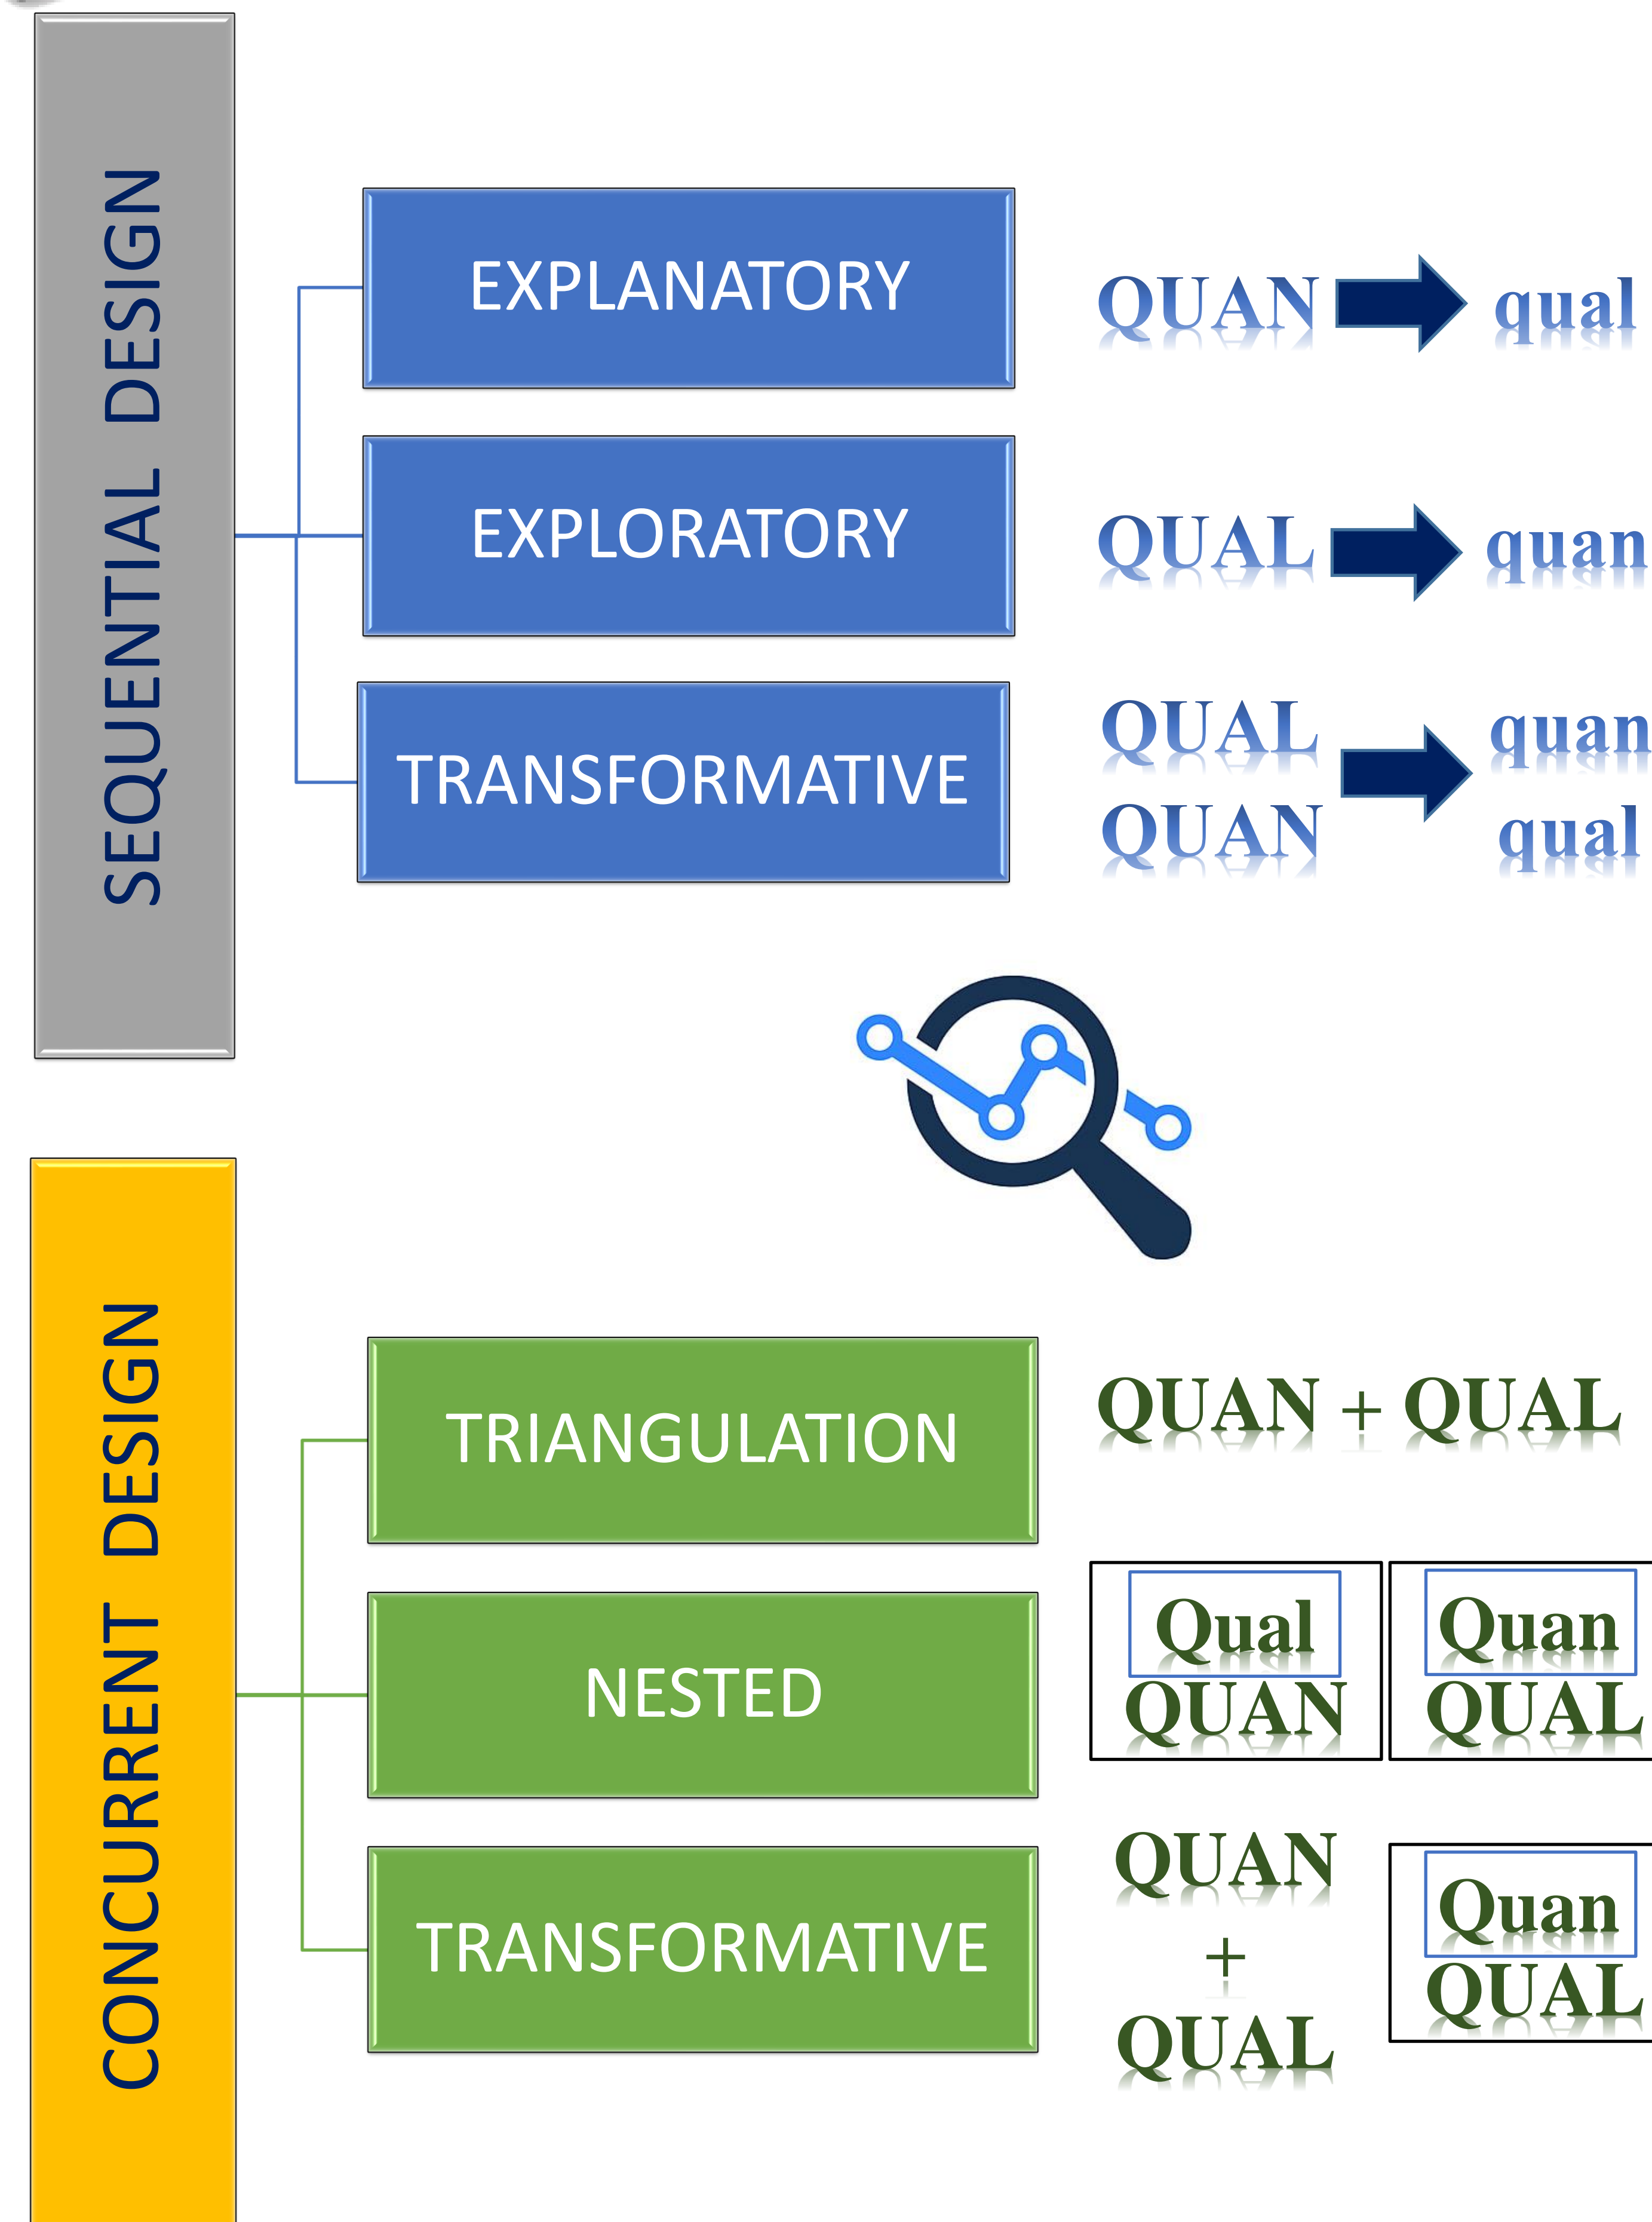 SEQUENTIAL DESIGN
EXPLANATORY
QUAN qual
EXPLORATORY
QUAL quan
TRANSFORMATIVE
QUAL quan
QUAN qual
CONCURRENT DESIGN
TRIANGULATION
QUAN + QUAL
NESTED
Qual Quan
QUAN QUAL
TRANSFORMATIVE
QUAN
+
QUAL
Quan
QUAL